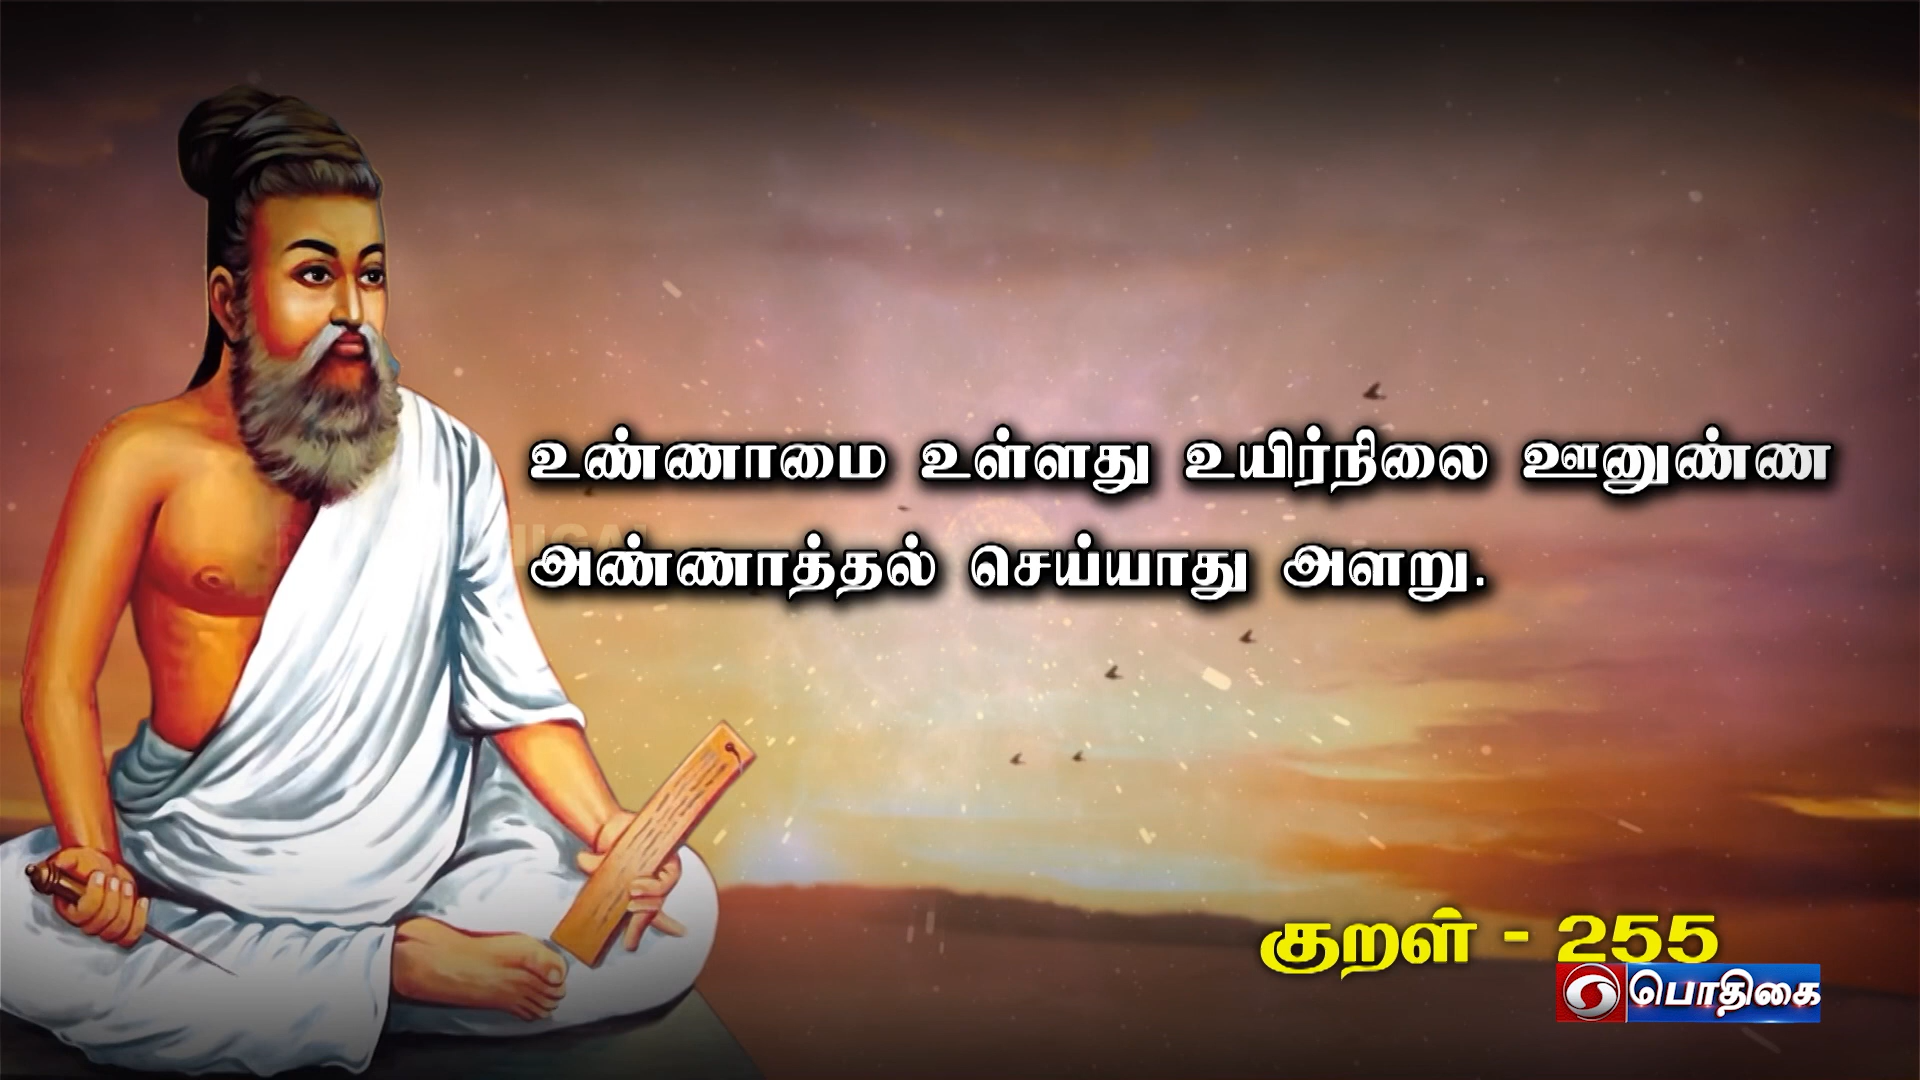 உண்ணாமை உள்ளது உயிர்நிலை ஊனுண்ண
அண்ணாத்தல் செய்யாது அளறு.
குறள் - 255
பொதிகை